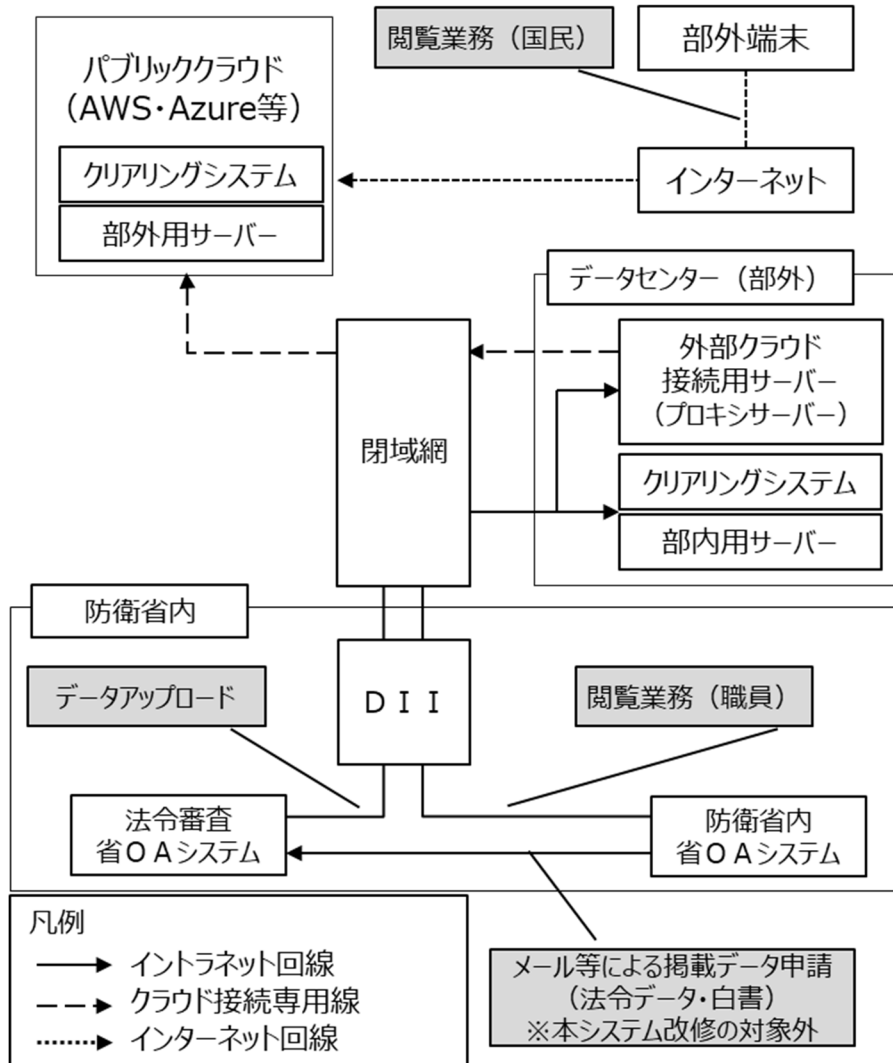 閲覧業務（国民）
部外端末
パブリッククラウド
（AWS・Azure等）
クリアリングシステム
部外用サーバー
インターネット
データセンター（部外）
外部クラウド
接続用サーバー
（プロキシサーバー）
閉域網
クリアリングシステム
部内用サーバー
防衛省内
データアップロード
ＤＩＩ
閲覧業務（職員）
法令審査
省ＯＡシステム
防衛省内
省ＯＡシステム
凡例
イントラネット回線
クラウド接続専用線
インターネット回線
メール等による掲載データ申請
（法令データ・白書）
※本システム改修の対象外